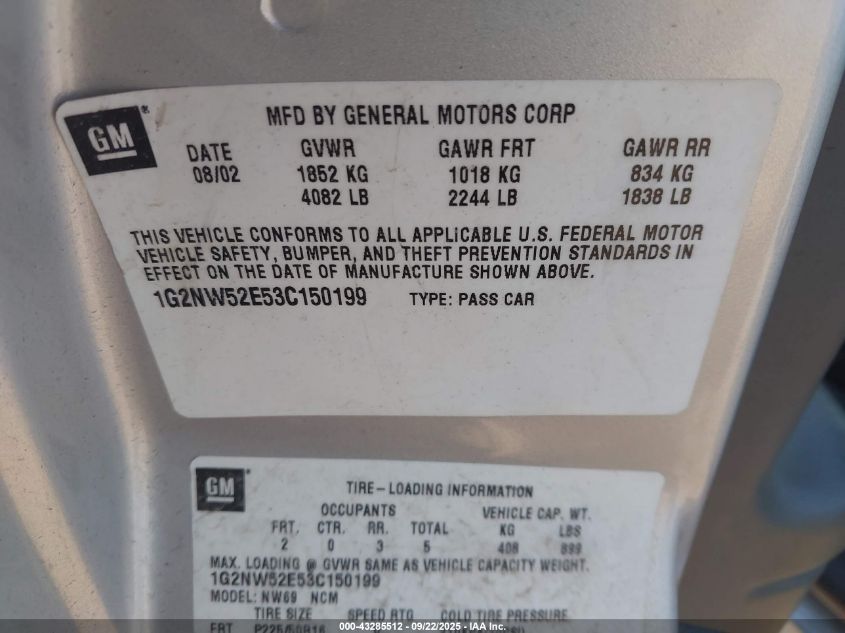 GM
MFD BY GENERAL MOTORS CORP
DATE GVWR GAWR FRT GAWR RR
08/02 1852 KG 1018 KG 834 KG
4082 LB 2244 LB 1838 LB
THIS VEHICLE CONFORMS TO ALL APPLICABLE U.S. FEDERAL MOTOR
VEHICLE SAFETY, BUMPER, AND THEFT PREVENTION STANDARDS IN
EFFECT ON THE DATE OF MANUFACTURE SHOWN ABOVE.
1G2NW52E53C150199 TYPE: PASS CAR
GM
TIRE-LOADING INFORMATION
OCCUPANTS VEHICLE CAP. WT.
FRT. CTR. RR. TOTAL KG LBS
2 0 3 5 408 899
MAX. LOADING @ GVWR SAME AS VEHICLE CAPACITY WEIGHT.
1G2NW52E53C150199
MODEL: NW69 NCM
TIRE SIZE SPEED RTG COLD TIRE PRESSURE
FRT P225/50R16
000-43285512 - 09/22/2025 - IAA Inc.